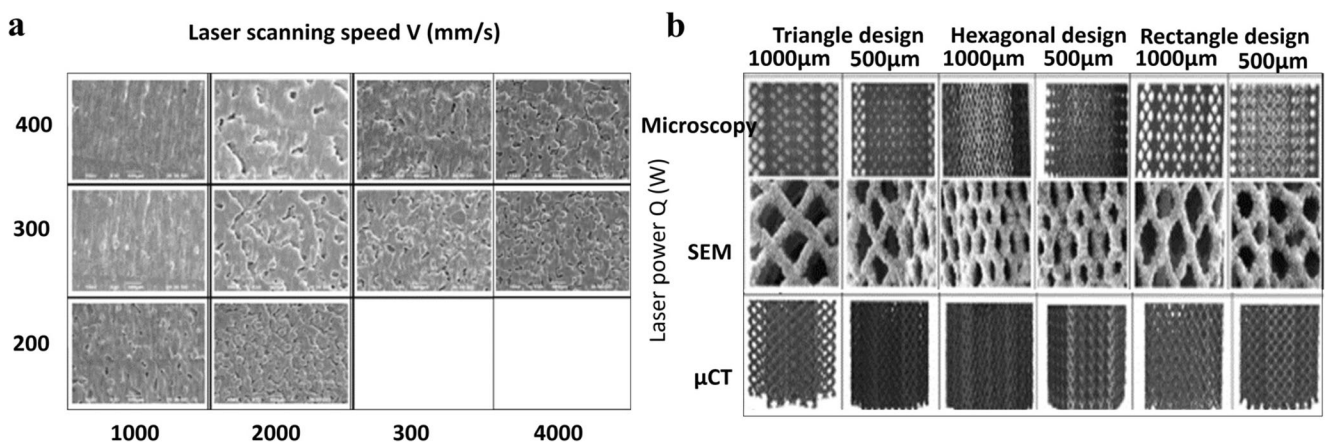 a
Laser scanning speed V (mm/s)
400
300
200
1000 2000 300 4000
b
Triangle design Hexagonal design Rectangle design
1000μm 500μm 1000μm 500μm 1000μm 500μm
Laser power Q (W)
Microscopy
SEM
μCT